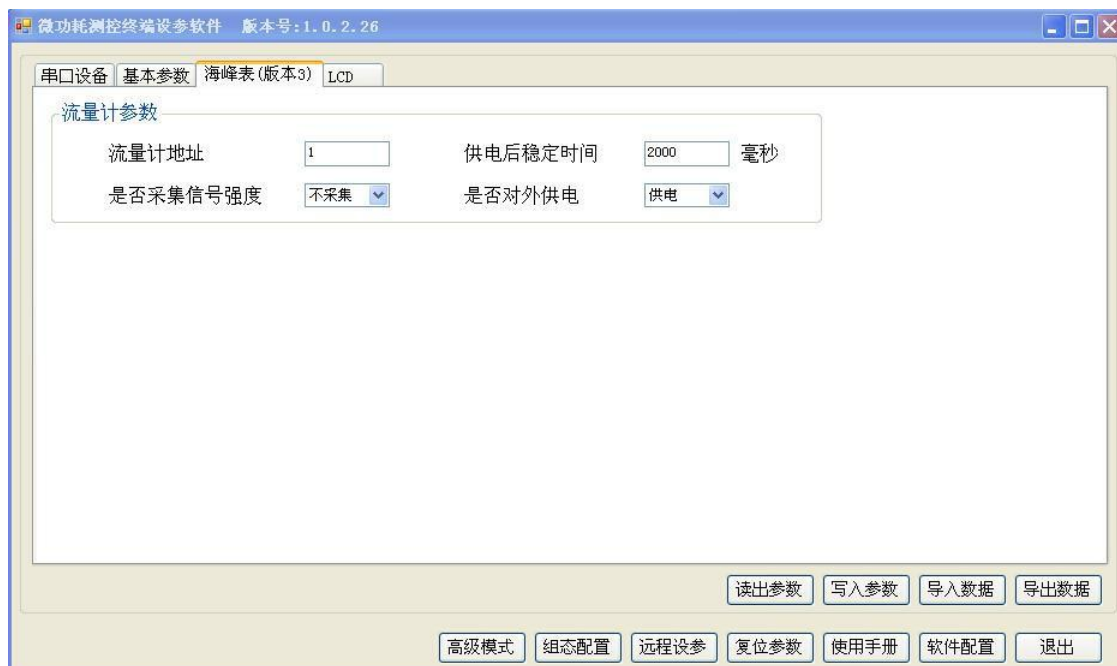 微功耗测控终端设参软件 版本号:1.0.2.26
串口设备 基本参数 海峰表(版本3) LCD
流量计参数
流量计地址 1 供电后稳定时间 2000 毫秒
是否采集信号强度 不采集 是否对外供电 供电
读出参数 写入参数 导入数据 导出数据
高级模式 组态配置 远程设参 复位参数 使用手册 软件配置 退出